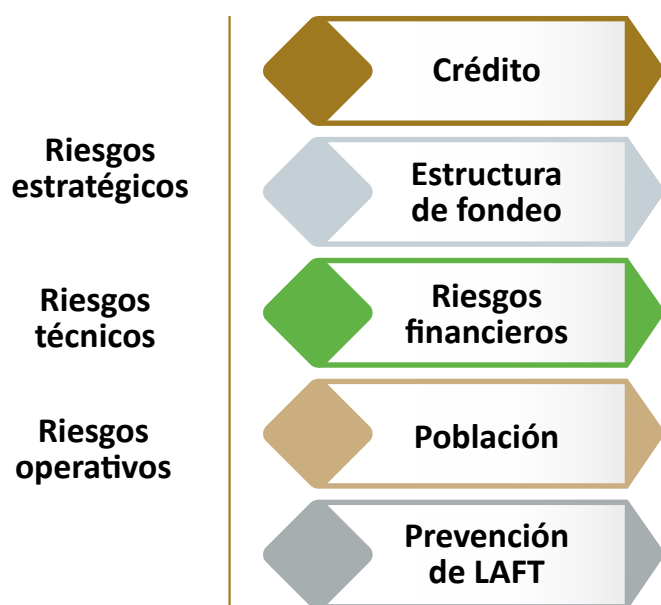 Riesgos
estratégicos
Riesgos
técnicos
Riesgos
operativos
Crédito
Estructura
de fondeo
Riesgos
financieros
Población
Prevención
de LAFT